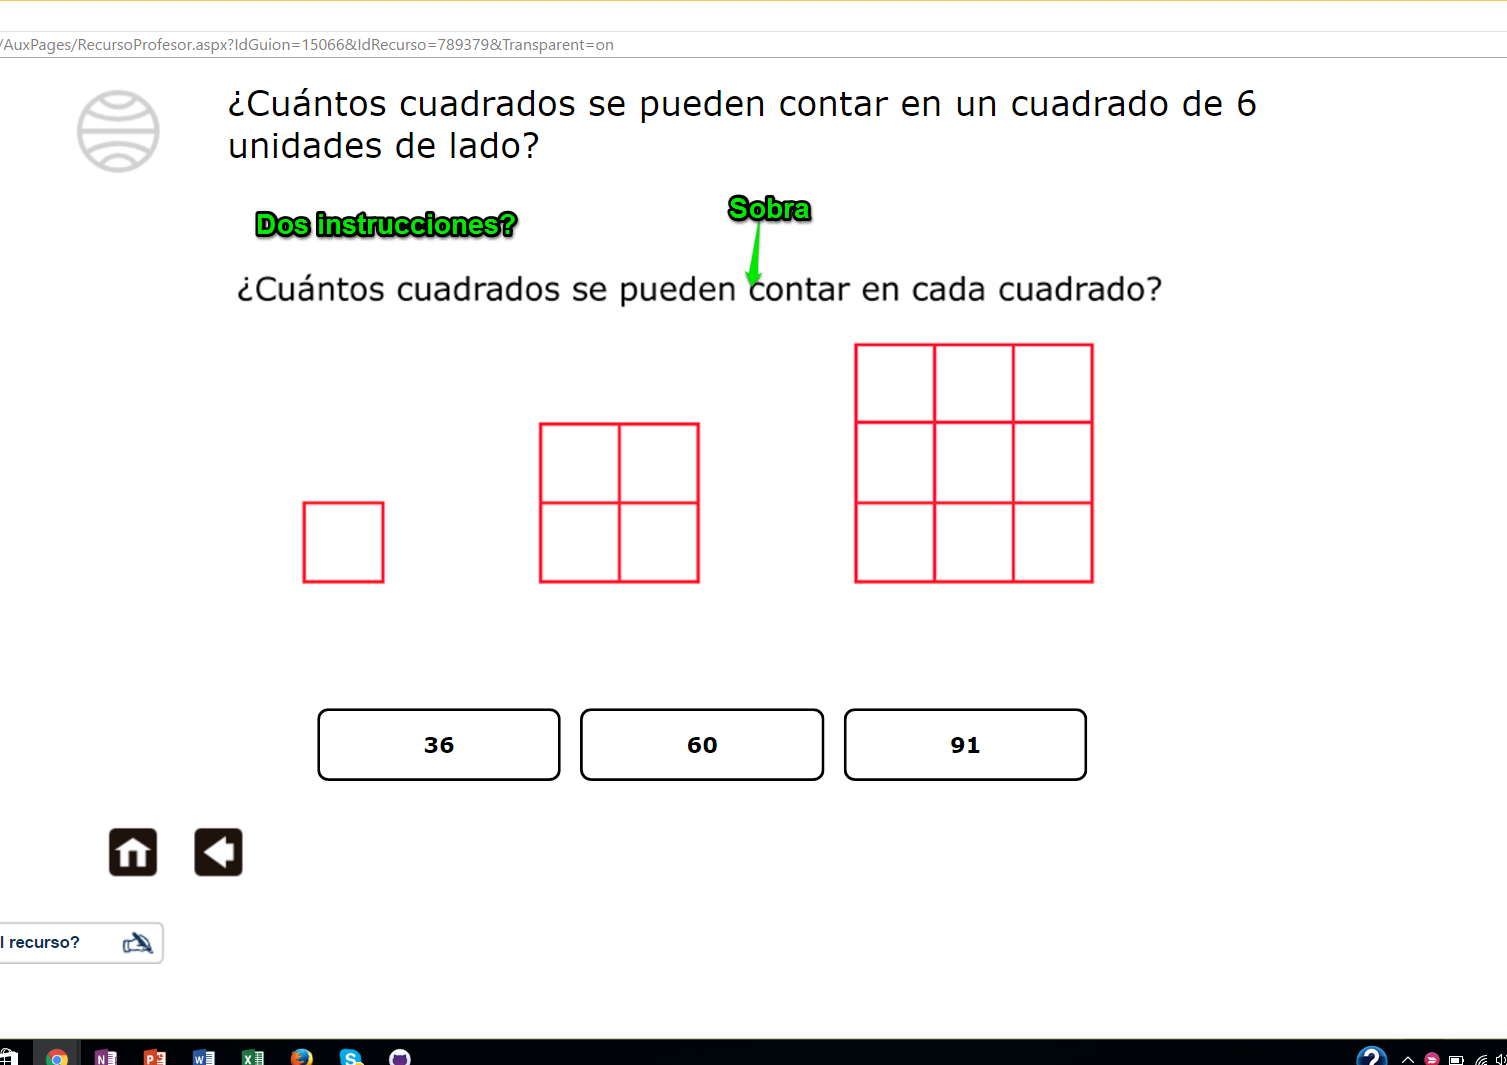 /AuxPages/RecursoProfesor.aspx?IdGuion=15066&IdRecurso=789379&Transparent=on
¿Cuántos cuadrados se pueden contar en un cuadrado de 6
unidades de lado?
Sobra
Dos instrucciones?
¿Cuántos cuadrados se pueden contar en cada cuadrado?
36 60 91
l recurso?